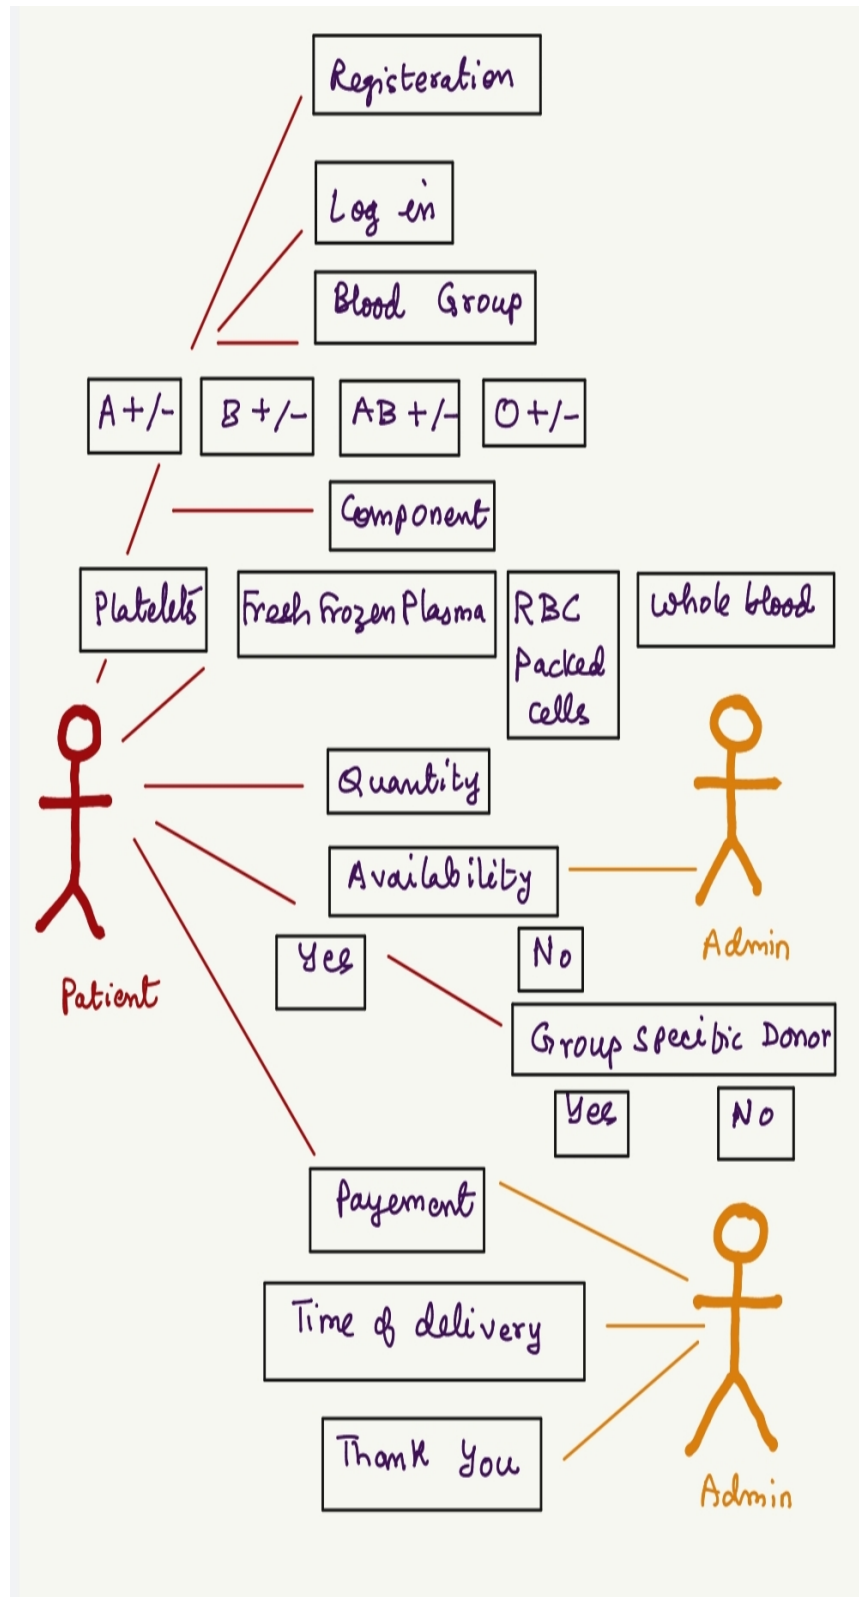 Registeration
Log in
Blood Group
A+/- B+/- AB+/- O+/-
Component
Platelets Fresh Frozen Plasma RBC Packed cells Whole blood
Quantity
Availability
Admin
Yes No
Patient
Group specific Donor
Yes No
Payement
Time of delivery
Thank you
Admin